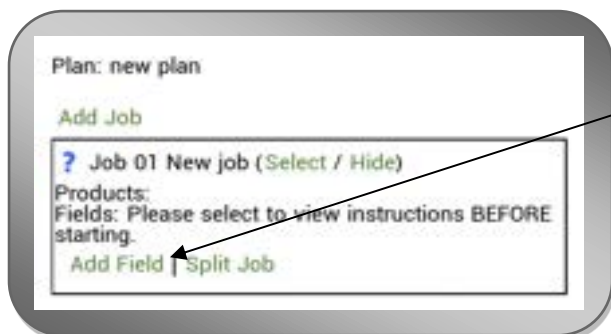 Plan: new plan
Add Job
? Job 01 New job (Select / Hide)
Products:
Fields: Please select to view instructions BEFORE
starting.
Add Field | Split Job